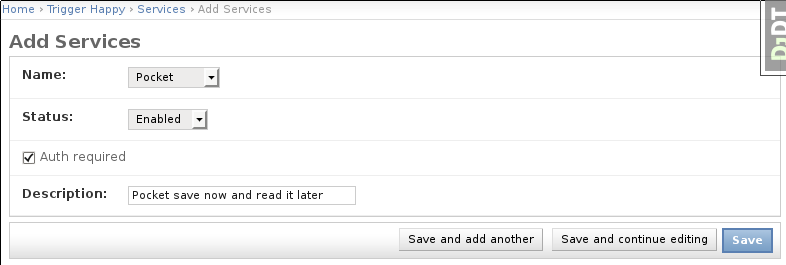 Home › Trigger Happy › Services › Add Services
DjDT
Add Services
Name: Pocket
Status: Enabled
Auth required
Description: Pocket save now and read it later
Save and add another Save and continue editing Save